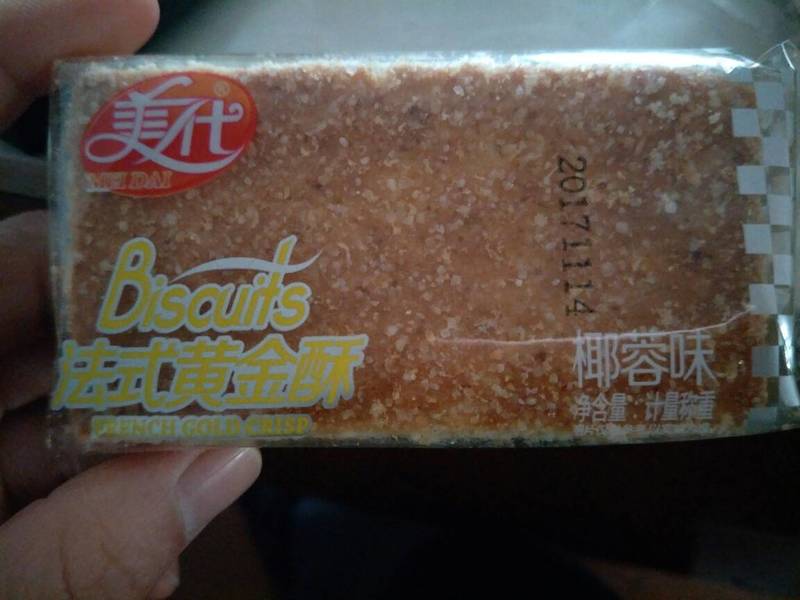 美代®
MEI DAI
Biscuits
法式黄金酥
FRENCH GOLD CRISP
20171114
椰蓉味
净含量：计量称重